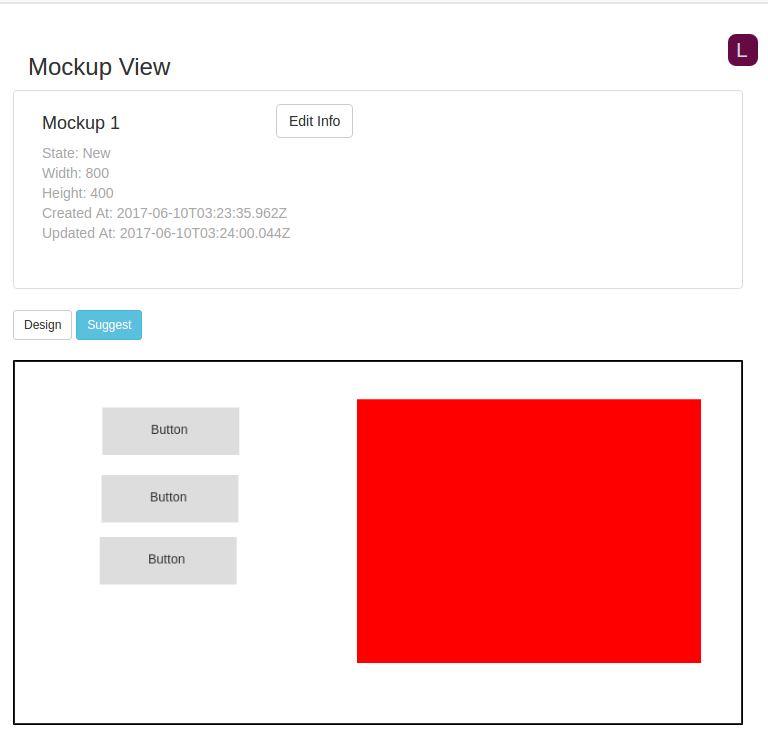 L
Mockup View
Mockup 1
Edit Info
State: New
Width: 800
Height: 400
Created At: 2017-06-10T03:23:35.962Z
Updated At: 2017-06-10T03:24:00.044Z
Design
Suggest
Button
Button
Button